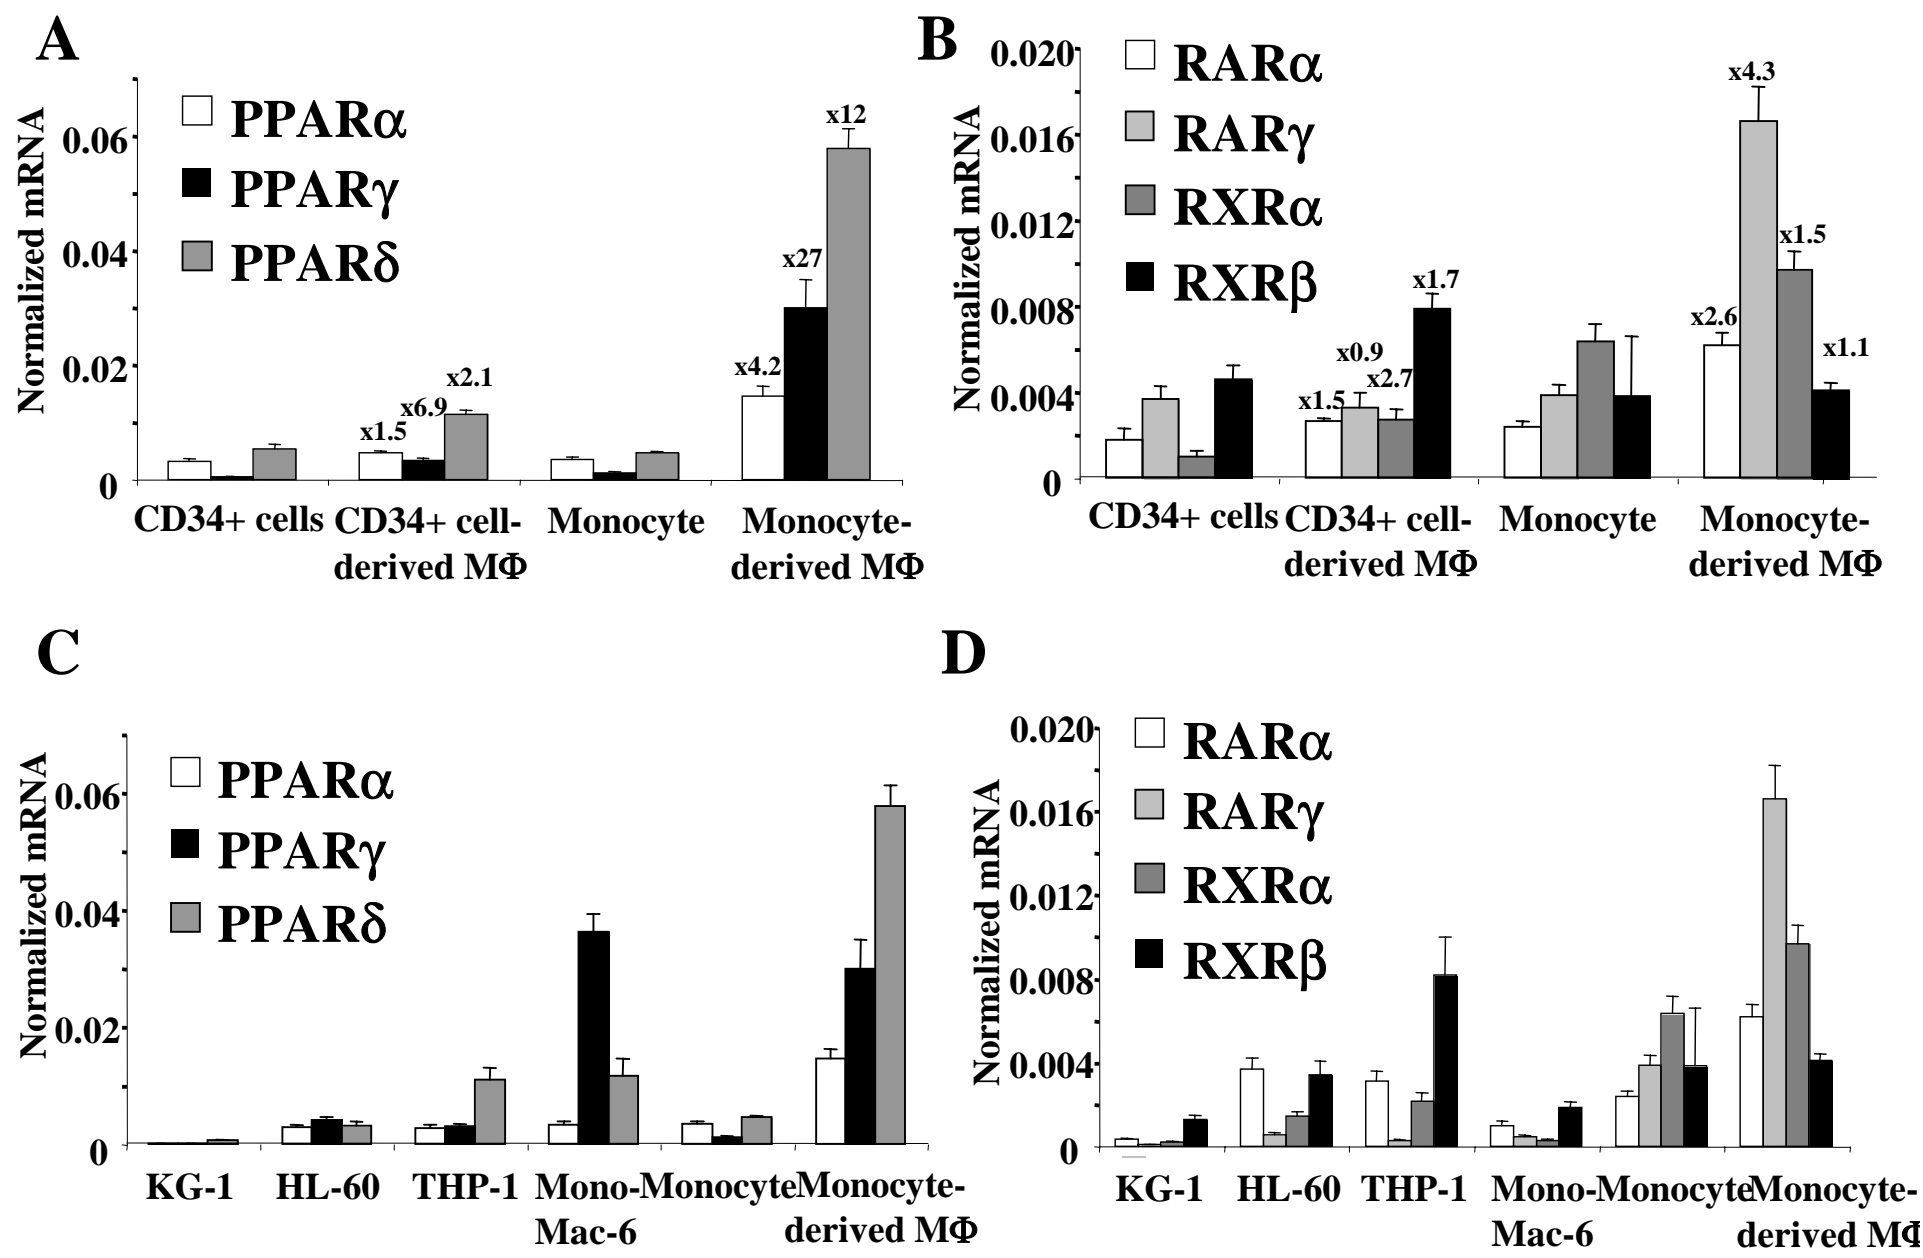 A
Normalized mRNA
0.06
0.04
0.02
0
PPARα
PPARγ
PPARδ
x1.5
x6.9
x2.1
x4.2
x27
x12
CD34+ cells
CD34+ cell-
derived MΦ
Monocyte
Monocyte-
derived MΦ
B
Normalized mRNA
0.020
0.016
0.012
0.008
0.004
0
RARα
RARγ
RXRα
RXRβ
x1.5
x0.9
x2.7
x1.7
x2.6
x4.3
x1.5
x1.1
CD34+ cells
CD34+ cell-
derived MΦ
Monocyte
Monocyte-
derived MΦ
C
Normalized mRNA
0.06
0.04
0.02
0
PPARα
PPARγ
PPARδ
KG-1
HL-60
THP-1
Mono-
Mac-6
Monocyte
Monocyte-
derived MΦ
D
Normalized mRNA
0.020
0.016
0.012
0.008
0.004
0
RARα
RARγ
RXRα
RXRβ
KG-1
HL-60
THP-1
Mono-
Mac-6
Monocyte
Monocyte-
derived MΦ